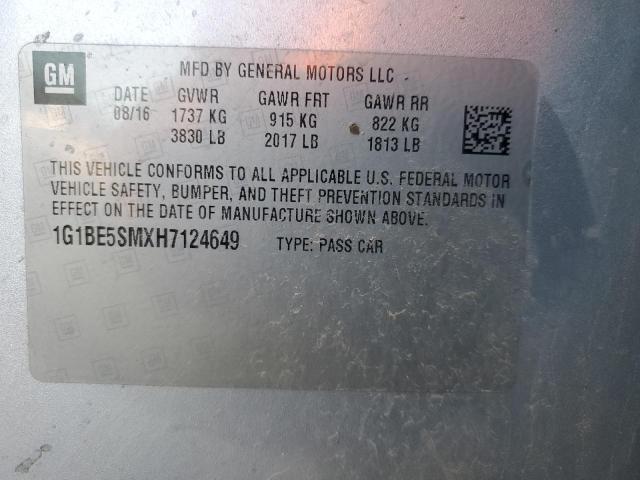 GM
MFD BY GENERAL MOTORS LLC
DATE GVWR GAWR FRT GAWR RR
08/16 1737 KG 915 KG 822 KG
3830 LB 2017 LB 1813 LB
THIS VEHICLE CONFORMS TO ALL APPLICABLE U.S. FEDERAL MOTOR
VEHICLE SAFETY, BUMPER, AND THEFT PREVENTION STANDARDS IN
EFFECT ON THE DATE OF MANUFACTURE SHOWN ABOVE.
1G1BE5SMXH7124649 TYPE: PASS CAR